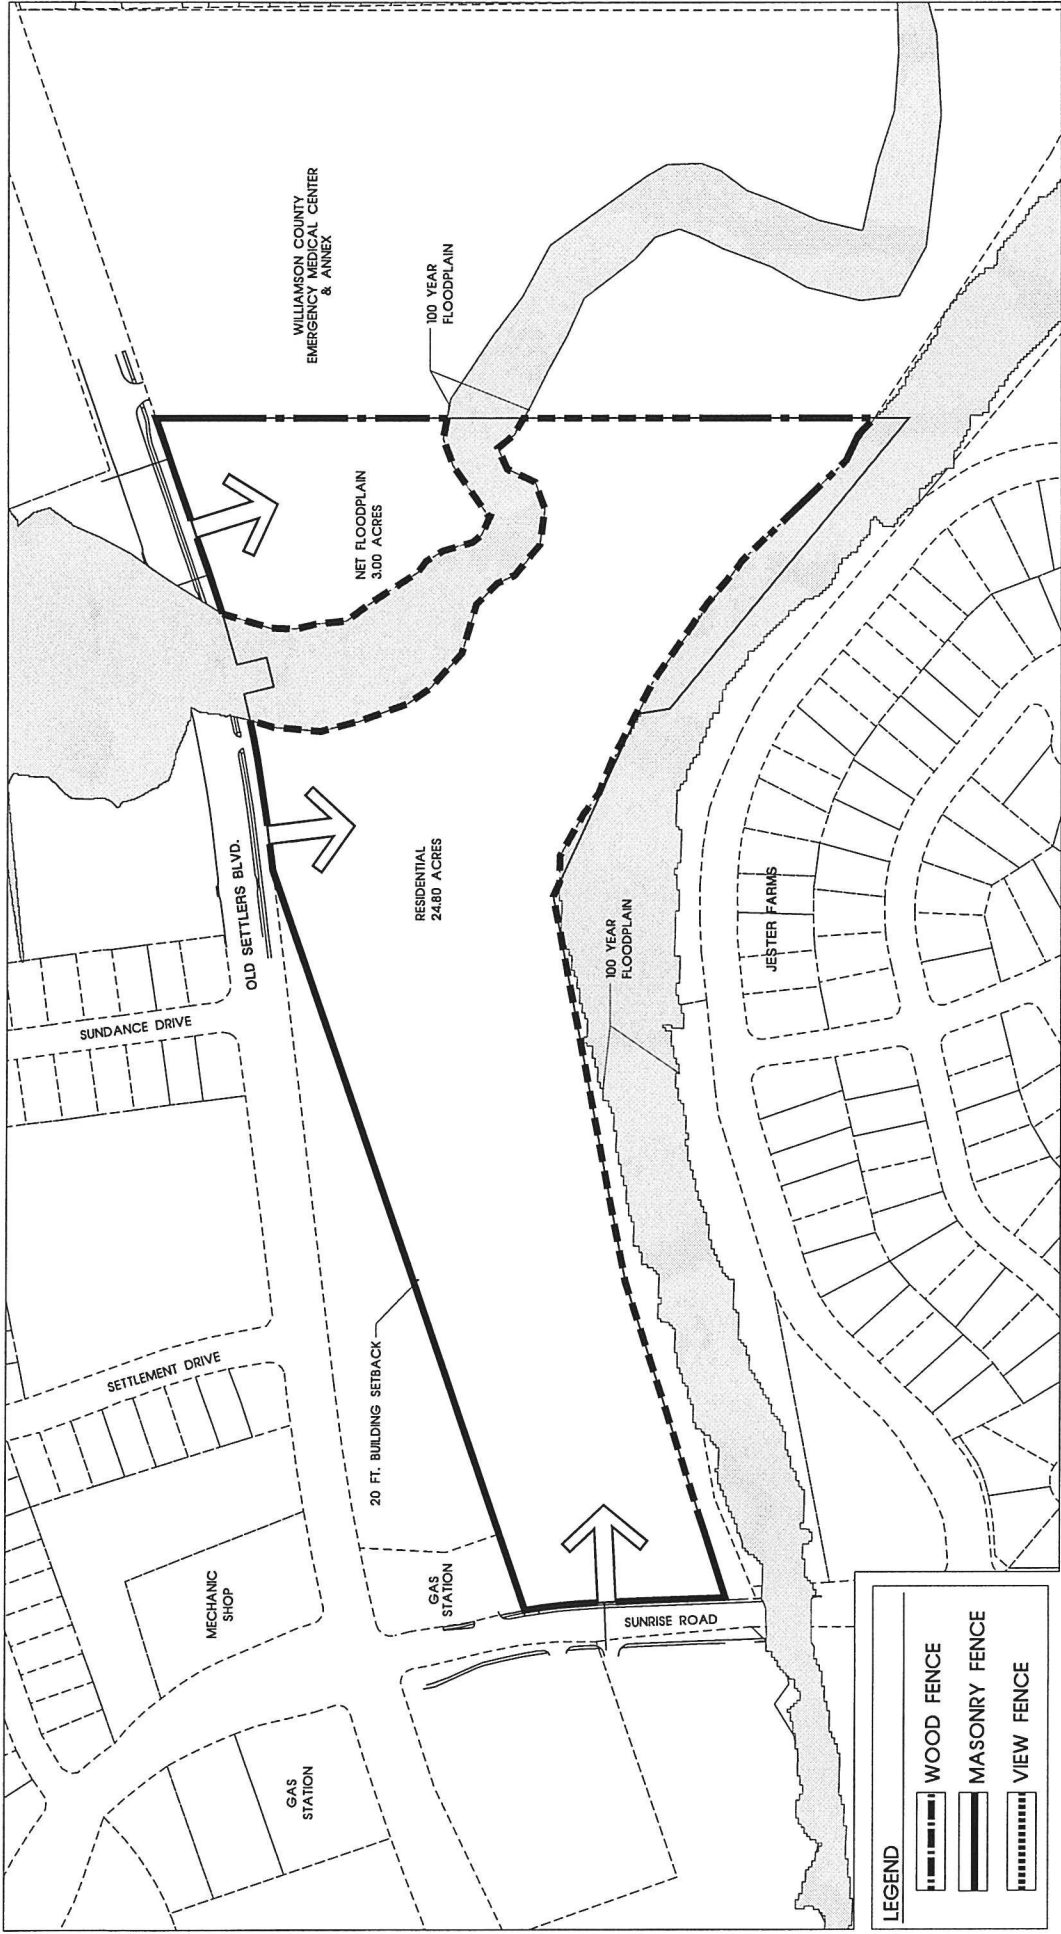 WILLIAMSON COUNTY
EMERGENCY MEDICAL CENTER
& ANNEX
100 YEAR
FLOODPLAIN
NET FLOODPLAIN
3.00 ACRES
RESIDENTIAL
24.80 ACRES
OLD SETTLERS BLVD.
SUNDANCE DRIVE
100 YEAR
FLOODPLAIN
JESTER FARMS
SETTLEMENT DRIVE
20 FT. BUILDING SETBACK
MECHANIC
SHOP
GAS
STATION
SUNRISE ROAD
GAS
STATION
LEGEND
WOOD FENCE
MASONRY FENCE
VIEW FENCE